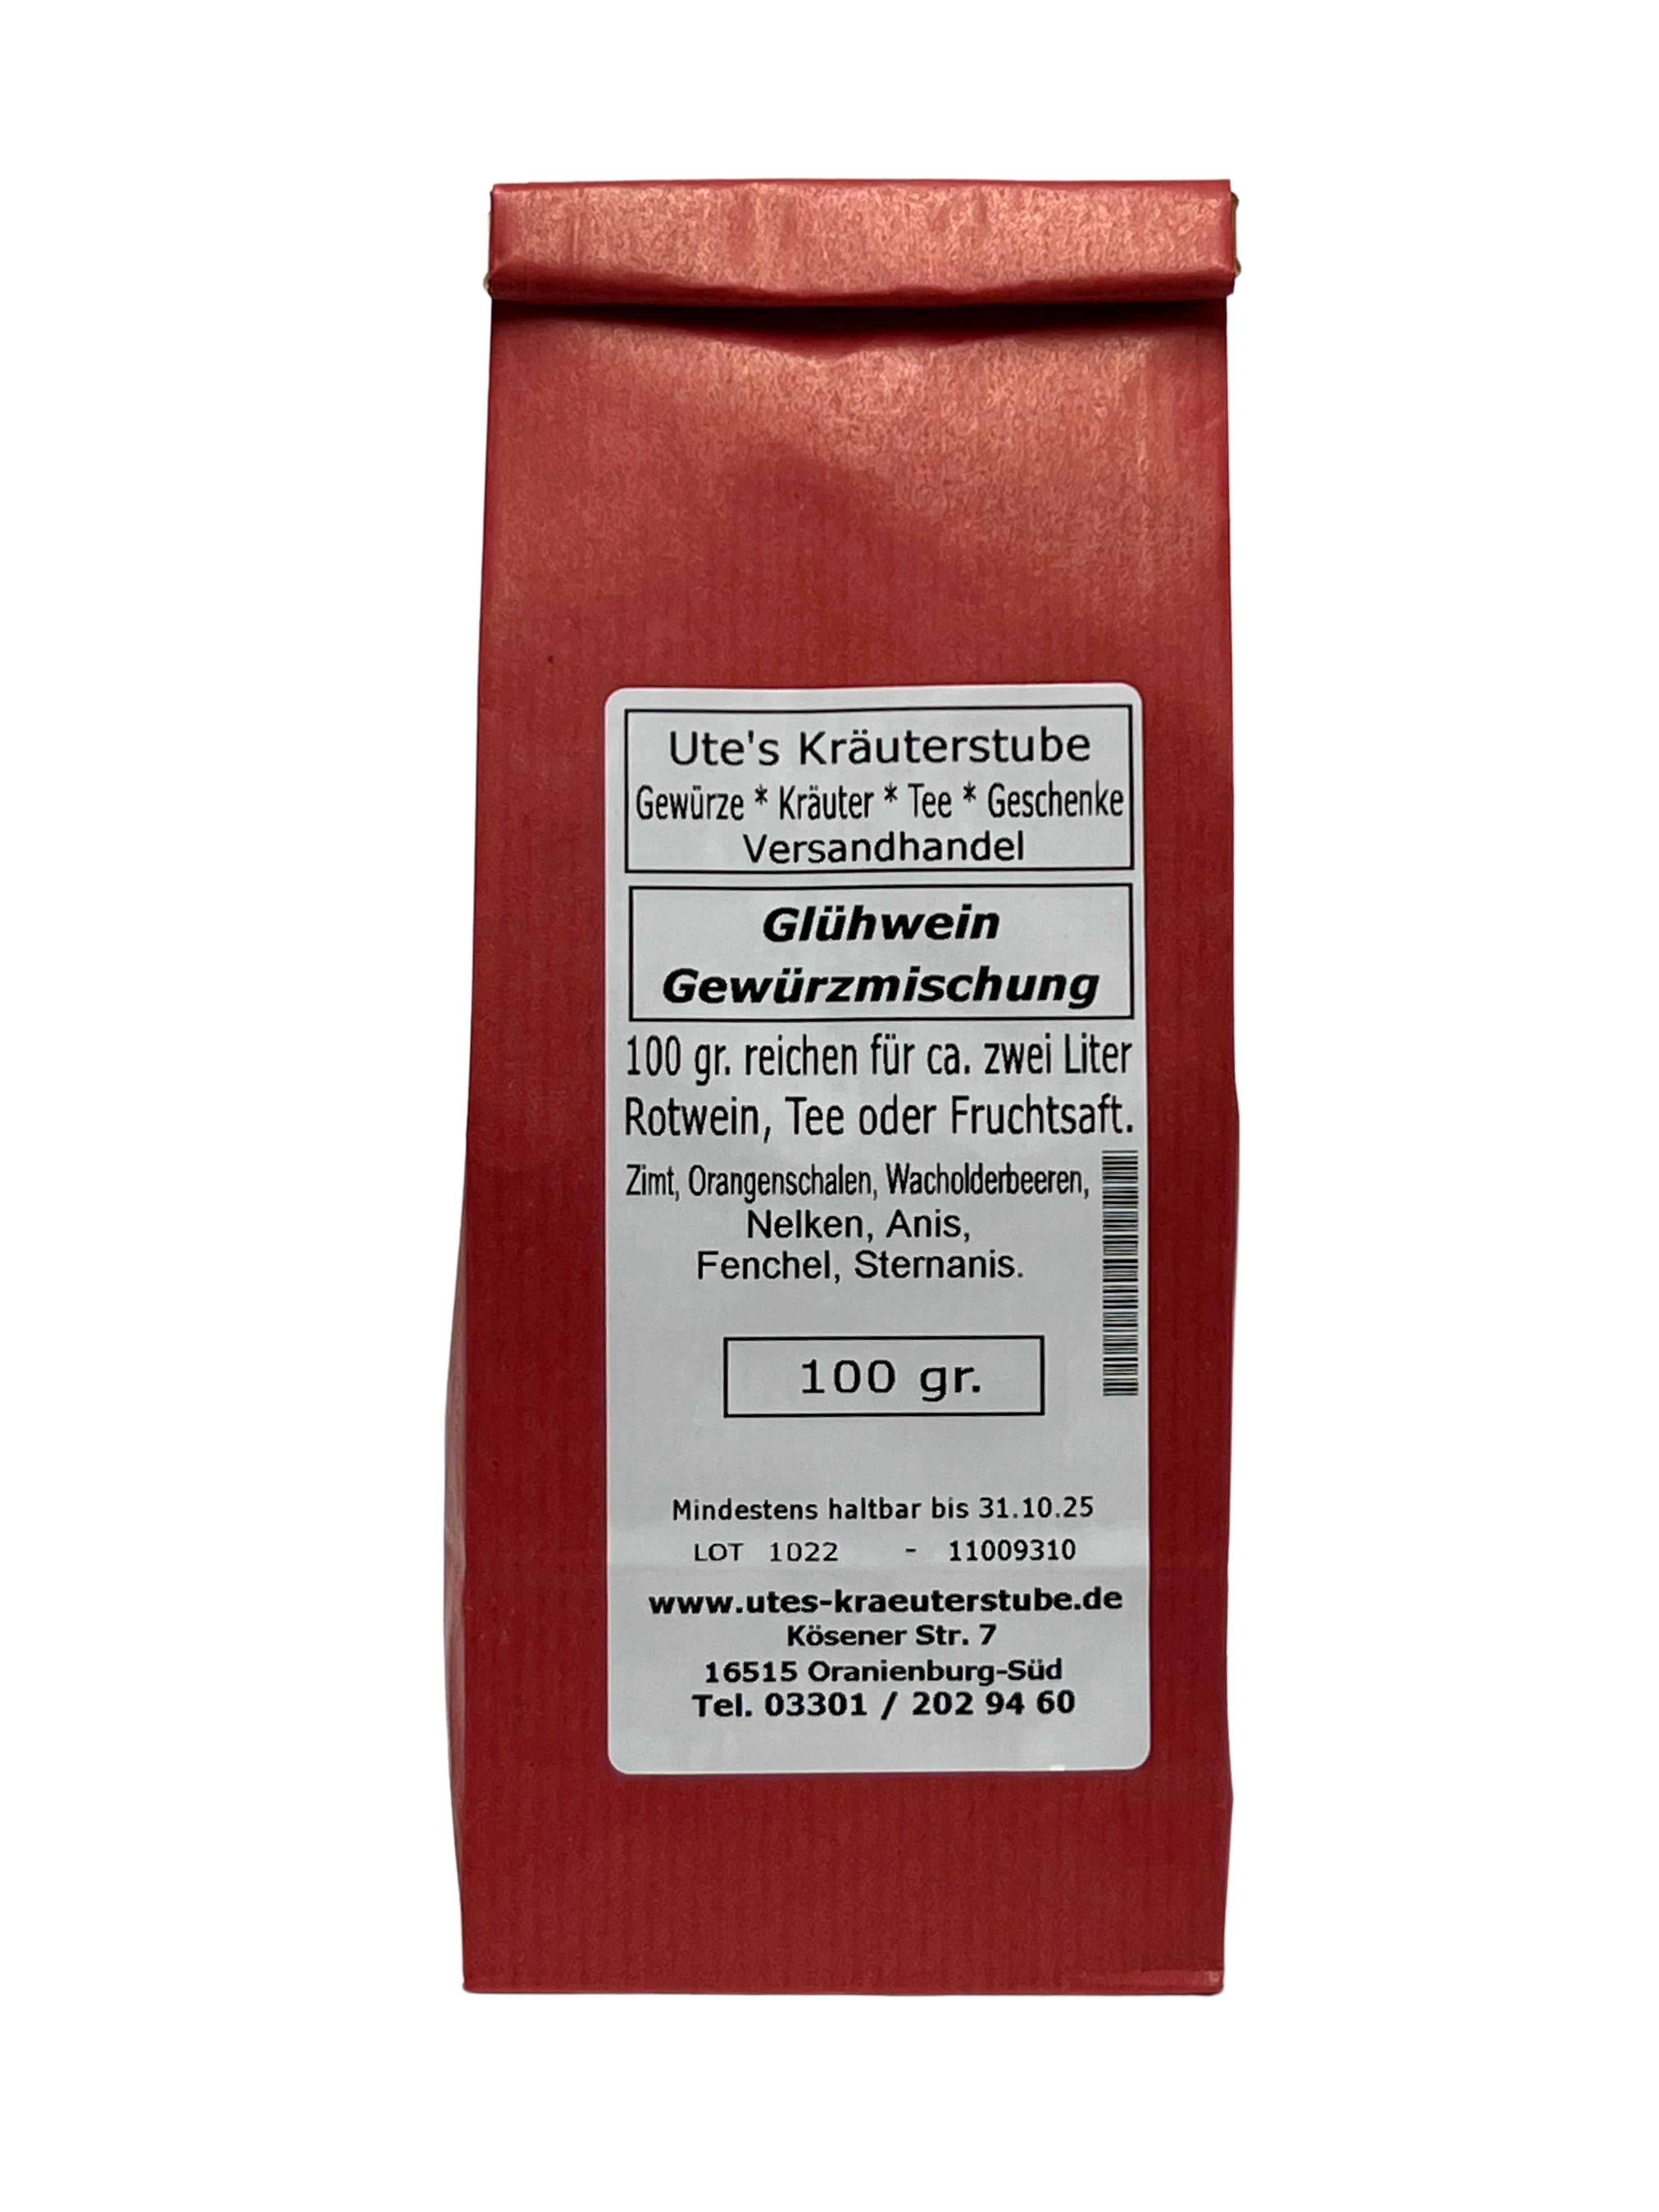 Ute's Kräuterstube
Gewürze * Kräuter * Tee * Geschenke
Versandhandel
Glühwein
Gewürzmischung
100 gr. reichen für ca. zwei Liter
Rotwein, Tee oder Fruchtsaft.
Zimt, Orangenschalen, Wacholderbeeren,
Nelken, Anis,
Fenchel, Sternanis.
100 gr.
Mindestens haltbar bis 31.10.25
LOT 1022 - 11009310
www.utes-kraeuterstube.de
Kösener Str. 7
16515 Oranienburg-Süd
Tel. 03301 / 202 94 60